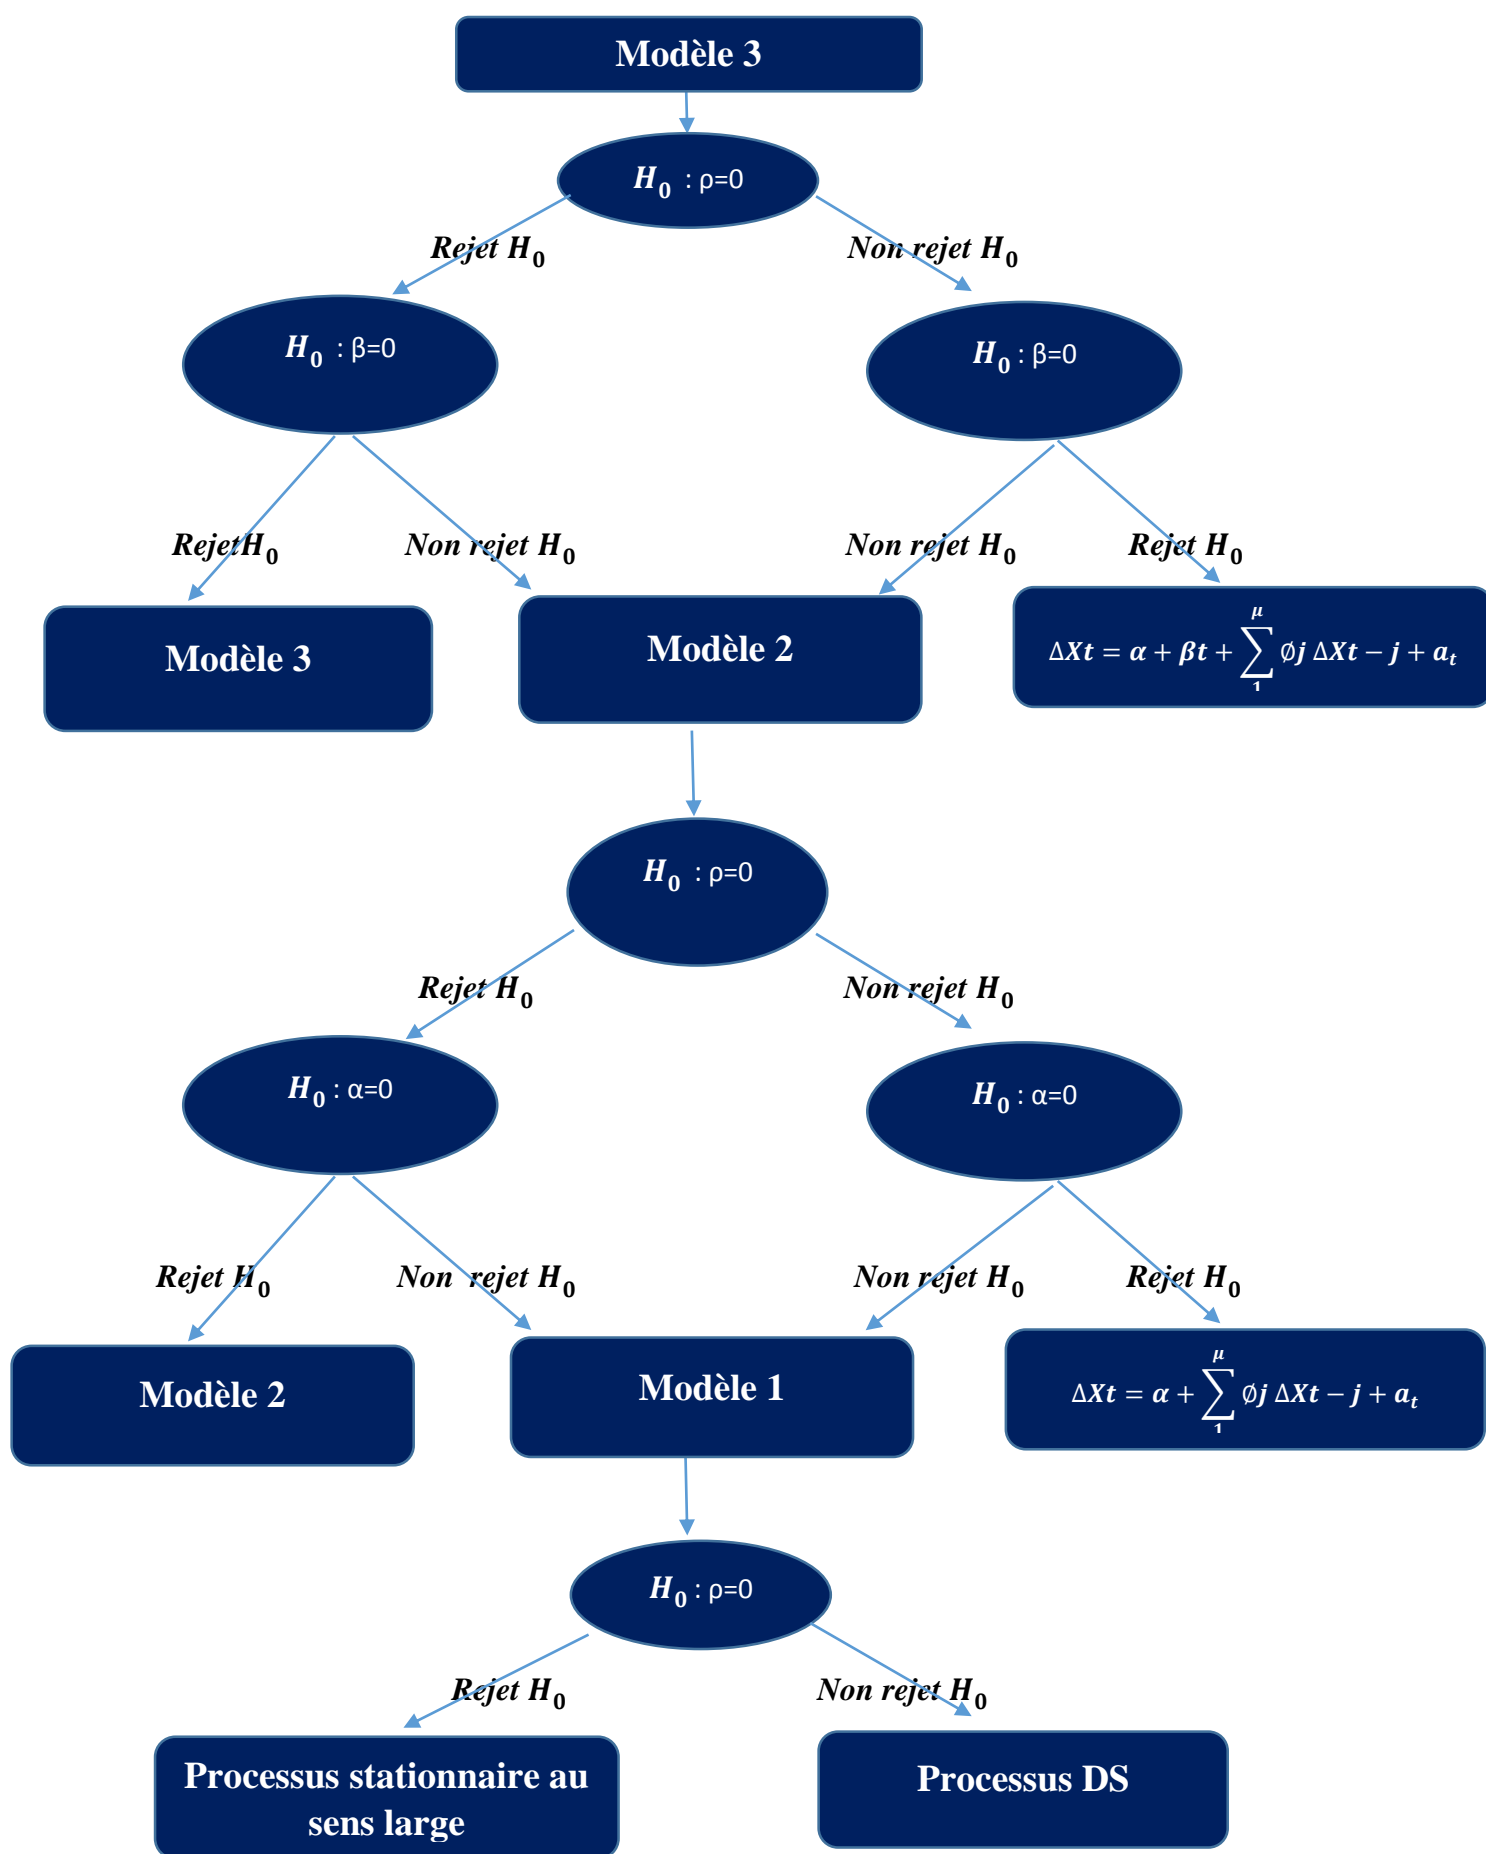 Modèle 3
H₀ : ρ=0
Rejet H₀
Non rejet H₀
H₀ : β=0
H₀ : β=0
RejetH₀
Non rejet H₀
Non rejet H₀
Rejet H₀
Modèle 3
Modèle 2
ΔXt = α + βt + ∑₁^μ ∅j ΔXt − j + aₜ
H₀ : ρ=0
Rejet H₀
Non rejet H₀
H₀ : α=0
H₀ : α=0
Rejet H₀
Non rejet H₀
Non rejet H₀
Rejet H₀
Modèle 2
Modèle 1
ΔXt = α + ∑₁^μ ∅j ΔXt − j + aₜ
H₀ : ρ=0
Rejet H₀
Non rejet H₀
Processus stationnaire au
sens large
Processus DS